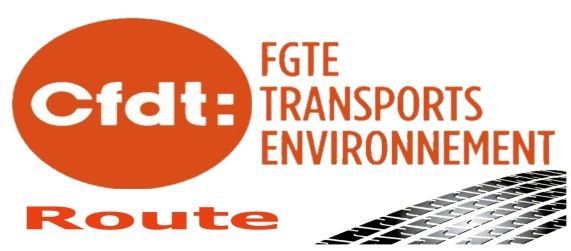 Cfdt:
FGTE
TRANSPORTS
ENVIRONNEMENT
Route